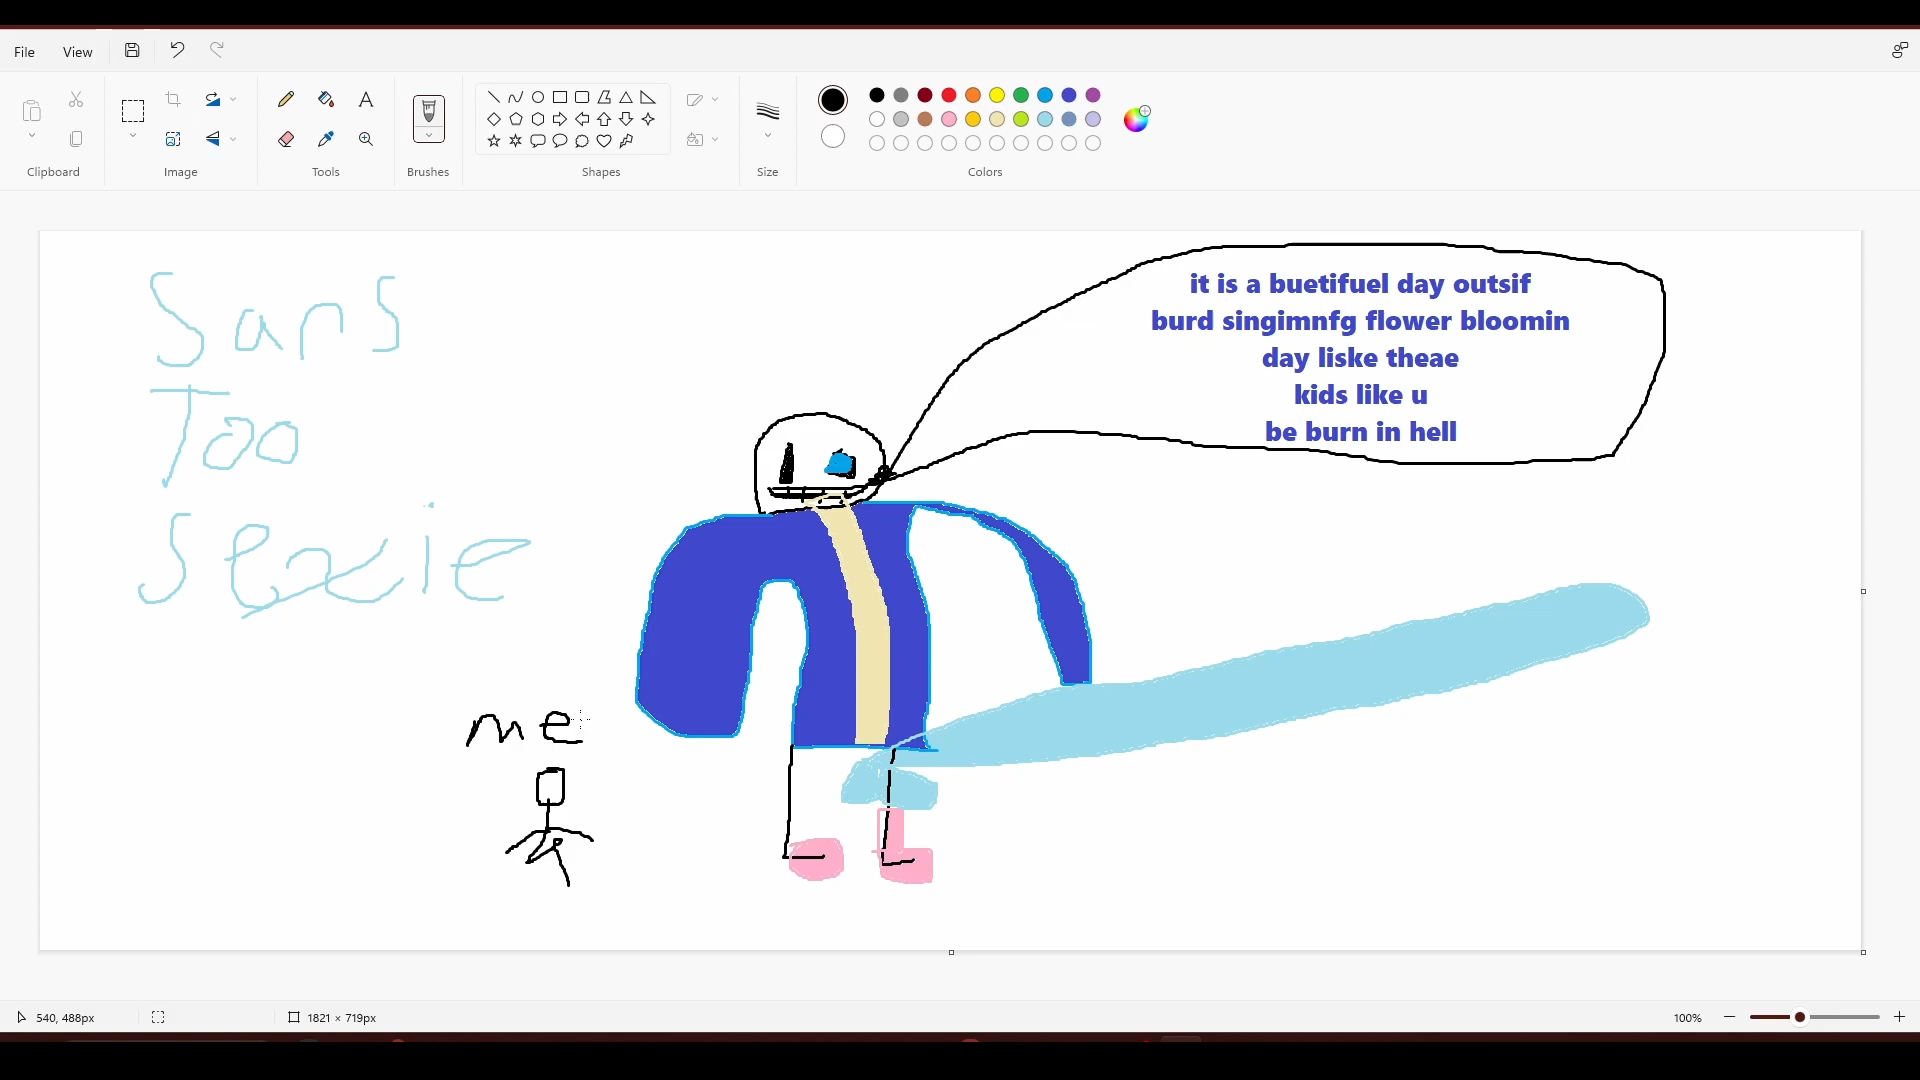 File View
Clipboard Image Tools Brushes Shapes Size Colors
Sans
Too
Sexie
it is a buetifuel day outsif
burd singimnfg flower bloomin
day liske theae
kids like u
be burn in hell
me
540, 488px 1821 × 719px 100%